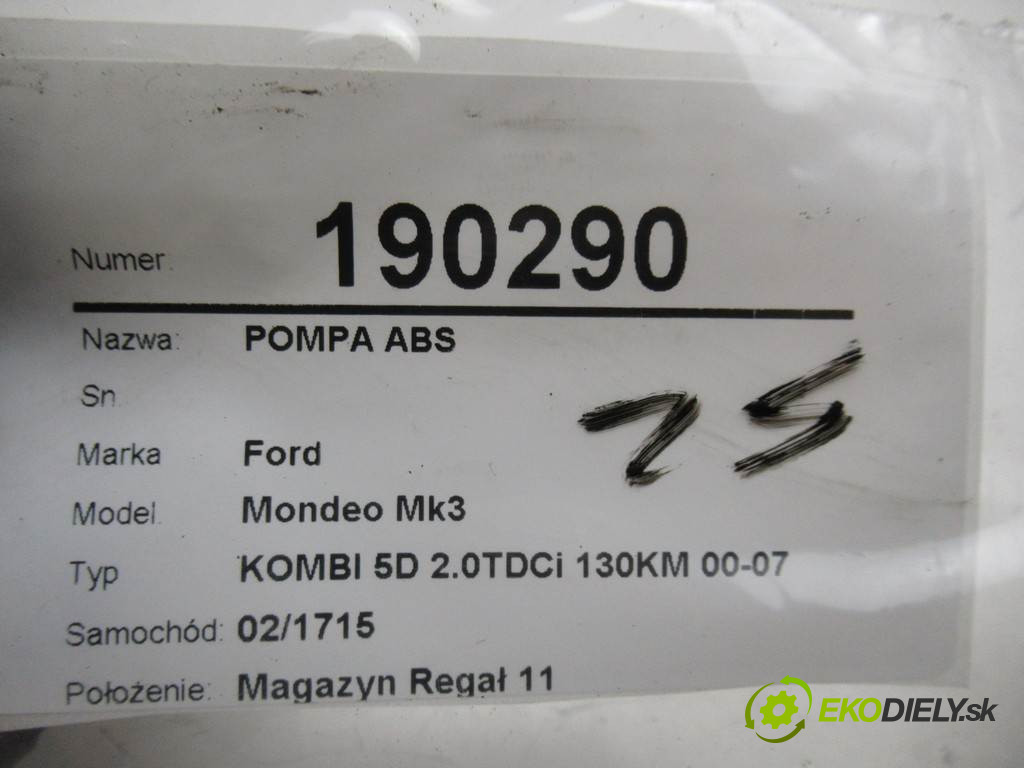 Numer: 190290
Nazwa: POMPA ABS
Sn
Marka Ford
Model Mondeo Mk3
Typ KOMBI 5D 2.0TDCi 130KM 00-07
Samochód: 02/1715
Położenie: Magazyn Regał 11
EKODIELY.sk